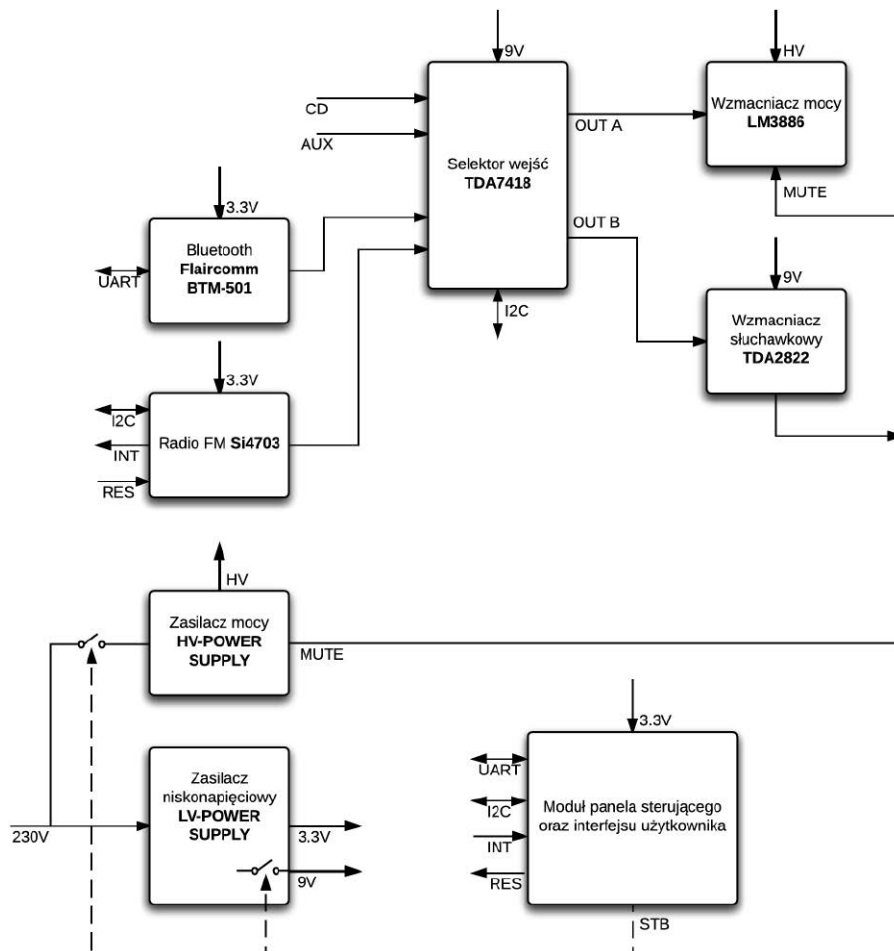 9V
HV
CD
AUX
Selektor wejść
TDA7418
OUT A
OUT B
I2C
Wzmacniacz mocy
LM3886
MUTE
3.3V
Bluetooth
Flaircomm
BTM-501
UART
9V
Wzmacniacz
słuchawkowy
TDA2822
3.3V
I2C
INT
RES
Radio FM Si4703
HV
Zasilacz mocy
HV-POWER
SUPPLY
MUTE
230V
Zasilacz
niskonapięciowy
LV-POWER
SUPPLY
3.3V
9V
3.3V
UART
I2C
INT
RES
Moduł panela sterującego
oraz interfejsu użytkownika
STB